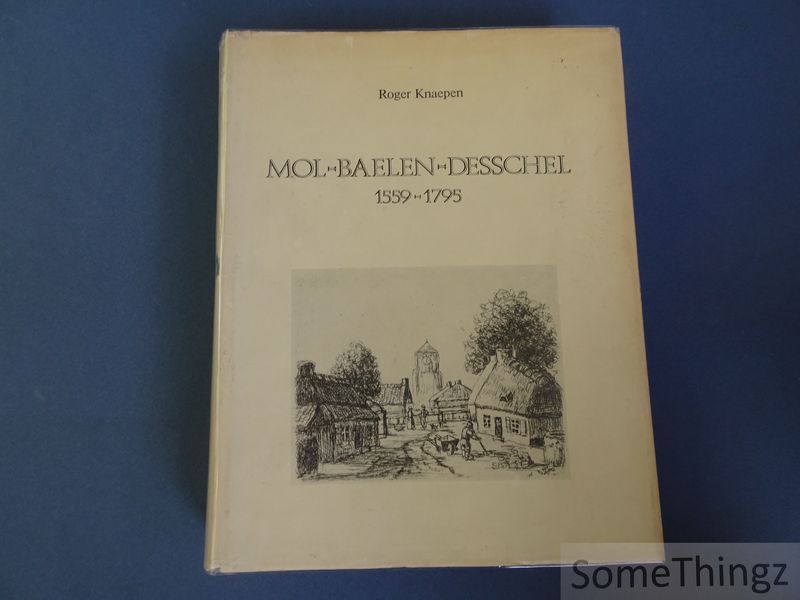 Roger Knaepen
MOL-BAELEN-DESSCHEL
1559-1795
SomeThingz